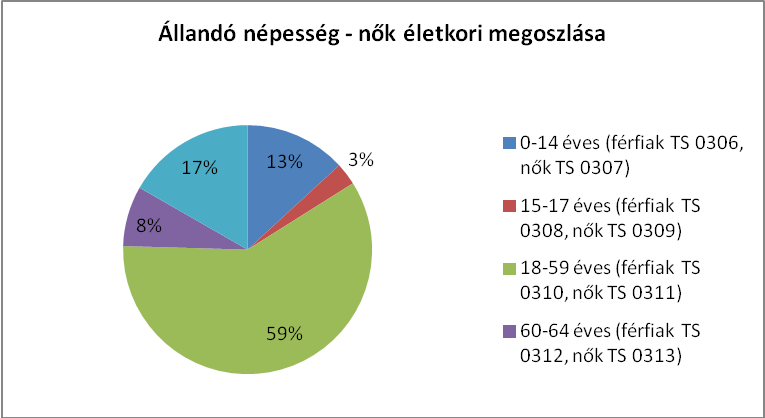 Állandó népesség - nők életkori megoszlása
17%
13%
3%
8%
59%
0-14 éves (férfiak TS 0306,
nők TS 0307)
15-17 éves (férfiak TS
0308, nők TS 0309)
18-59 éves (férfiak TS
0310, nők TS 0311)
60-64 éves (férfiak TS
0312, nők TS 0313)